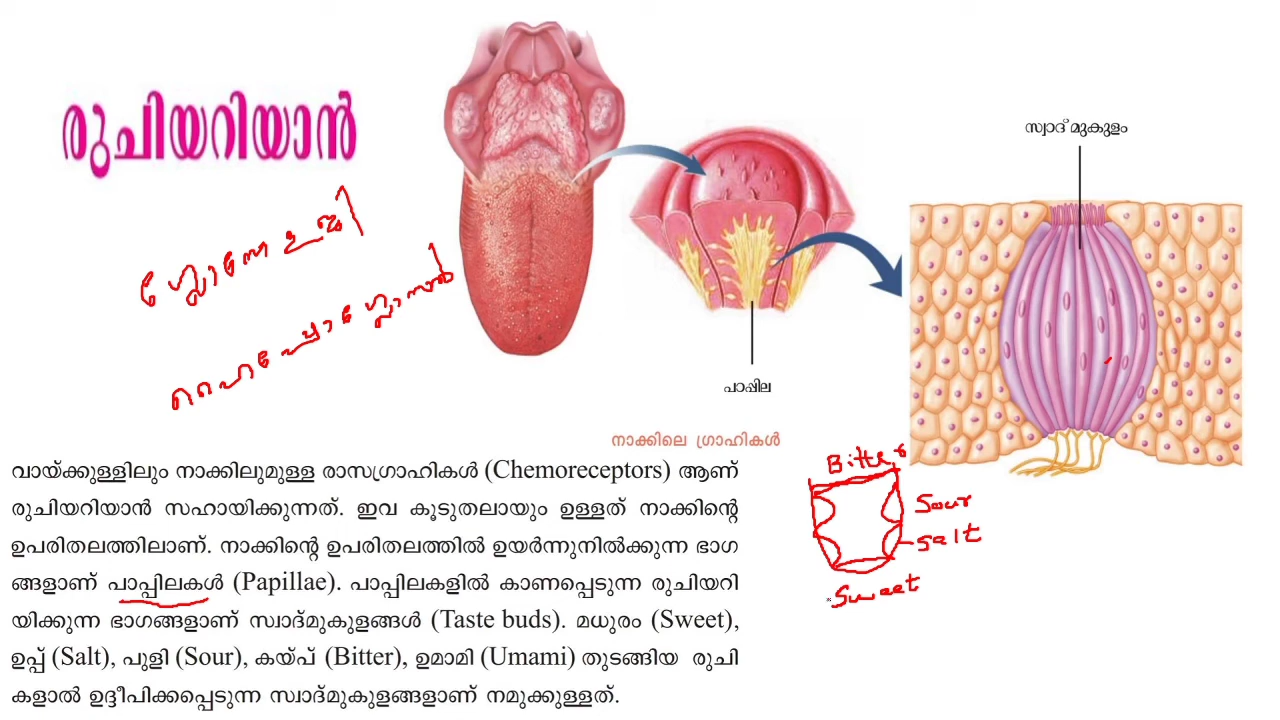 രുചിയറിയാൻ
സ്വാദ് മുകുളം
പാപ്പില
നാക്കിലെ ഗ്രാഹികൾ
വായ്ക്കുള്ളിലും നാക്കിലുമുള്ള രാസഗ്രാഹികൾ (Chemoreceptors) ആണ്
രുചിയറിയാൻ സഹായിക്കുന്നത്. ഇവ കൂടുതലായും ഉള്ളത് നാക്കിന്റെ
ഉപരിതലത്തിലാണ്. നാക്കിന്റെ ഉപരിതലത്തിൽ ഉയർന്നുനിൽക്കുന്ന ഭാഗ
ങ്ങളാണ് പാപ്പിലകൾ (Papillae). പാപ്പിലകളിൽ കാണപ്പെടുന്ന രുചിയറി
യിക്കുന്ന ഭാഗങ്ങളാണ് സ്വാദ്മുകുളങ്ങൾ (Taste buds). മധുരം (Sweet),
ഉപ്പ് (Salt), പുളി (Sour), കയ്പ് (Bitter), ഉമാമി (Umami) തുടങ്ങിയ രുചി
കളാൽ ഉദ്ദീപിക്കപ്പെടുന്ന സ്വാദ്മുകുളങ്ങളാണ് നമുക്കുള്ളത്.
Bitter
Sour
Salt
Sweet